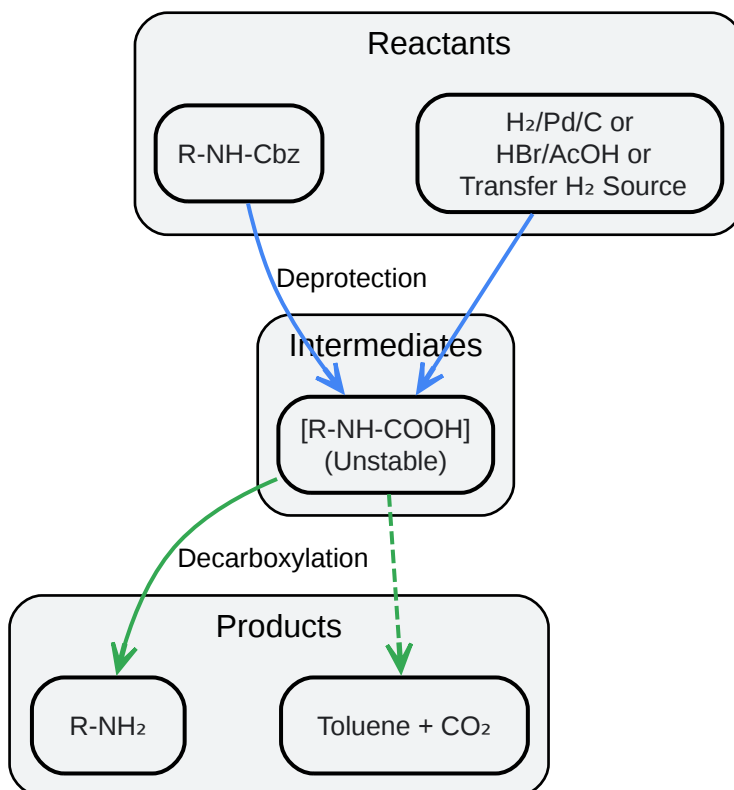 Reactants
R-NH-Cbz
H₂/Pd/C or
HBr/AcOH or
Transfer H₂ Source
Deprotection
Intermediates
[R-NH-COOH]
(Unstable)
Decarboxylation
Products
R-NH₂
Toluene + CO₂